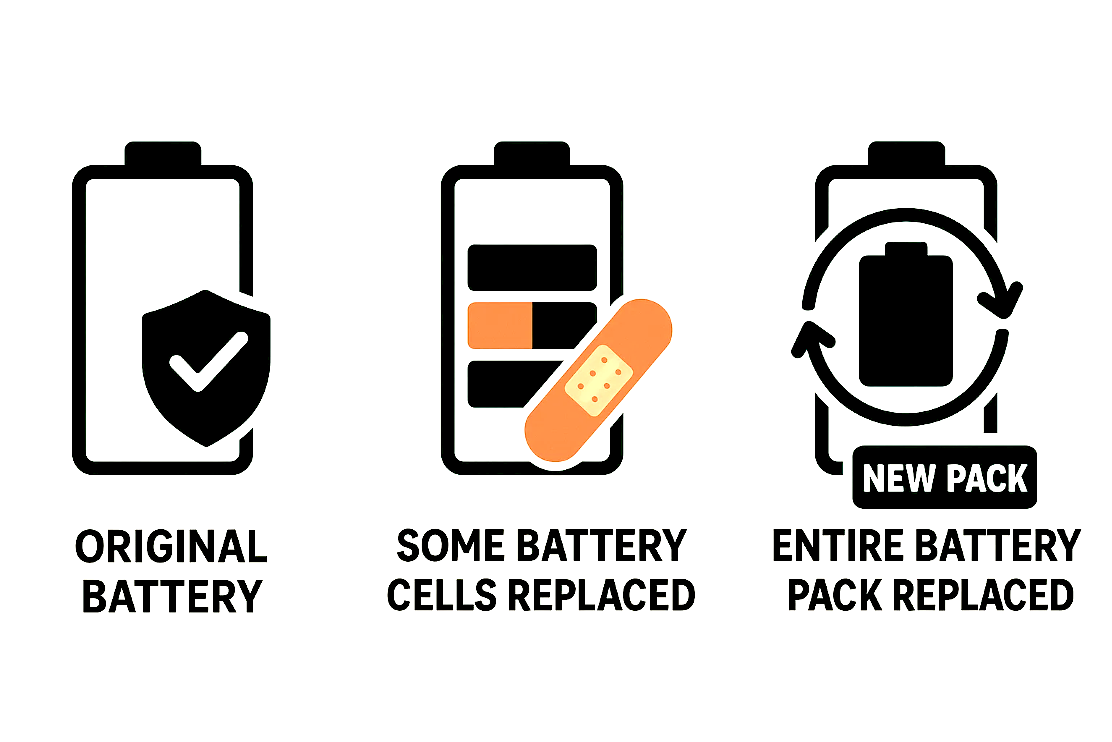 NEW PACK
ORIGINAL
BATTERY
SOME BATTERY
CELLS REPLACED
ENTIRE BATTERY
PACK REPLACED